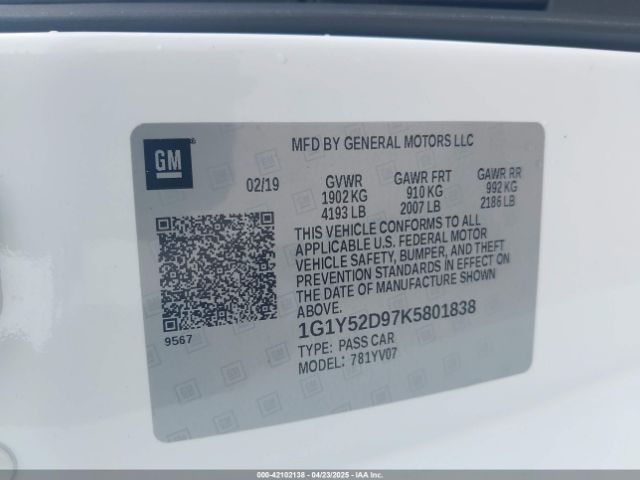 GM
MFD BY GENERAL MOTORS LLC
02/19 GVWR GAWR FRT GAWR RR
1902 KG 910 KG 992 KG
4193 LB 2007 LB 2186 LB
THIS VEHICLE CONFORMS TO ALL
APPLICABLE U.S. FEDERAL MOTOR
VEHICLE SAFETY, BUMPER, AND THEFT
PREVENTION STANDARDS IN EFFECT ON
THE DATE OF MANUFACTURE SHOWN
ABOVE.
1G1Y52D97K5801838
9567
TYPE: PASS CAR
MODEL: 781YV07
000-42102138 - 04/23/2025 - IAAI.CA